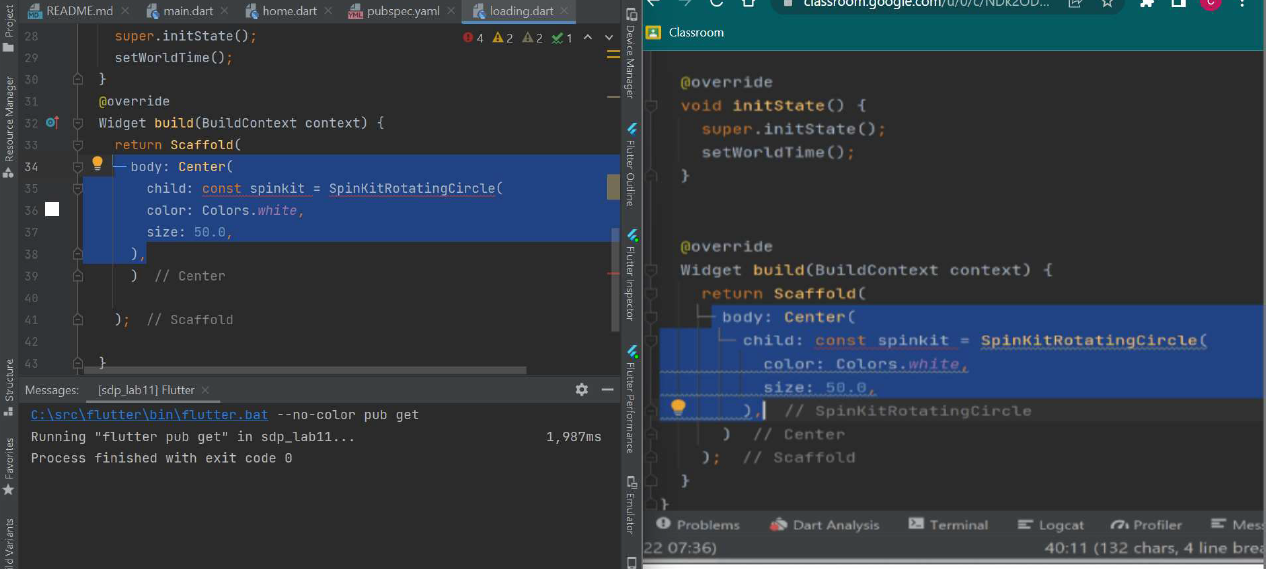 README.md
main.dart
home.dart
pubspec.yaml
loading.dart
4 2 2 1
28 super.initState();
29 setWorldTime();
30 }
31 @override
32 Widget build(BuildContext context) {
33 return Scaffold(
34 body: Center(
35 child: const spinkit = SpinKitRotatingCircle(
36 color: Colors.white,
37 size: 50.0,
38 ),
39 ) // Center
40
41 ); // Scaffold
42
43 }
Messages: [sdp_lab11] Flutter
C:\src\flutter\bin\flutter.bat --no-color pub get
Running "flutter pub get" in sdp_lab11... 1,987ms
Process finished with exit code 0
Project
Resource Manager
Structure
Favorites
ld Variants
Device Manager
Flutter Outline
Flutter Inspector
Flutter Performance
Emulator
classroom.google.com/u/0/c/NDk2OD...
Classroom
@override
void initState() {
super.initState();
setWorldTime();
}
@override
Widget build(BuildContext context) {
return Scaffold(
body: Center(
child: const spinkit = SpinKitRotatingCircle(
color: Colors.white,
size: 50.0,
), // SpinKitRotatingCircle
) // Center
); // Scaffold
}
}
Problems
Dart Analysis
Terminal
Logcat
Profiler
Mess
22 07:36)
40:11 (132 chars, 4 line brea